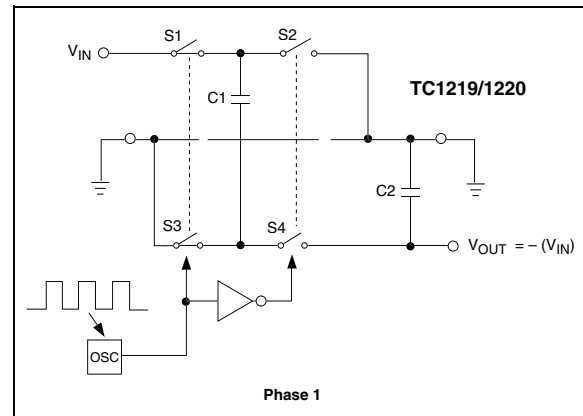 S1
S2
VIN
TC1219/1220
C1
C2
S3
S4
VOUT = – (VIN)
OSC
Phase 1